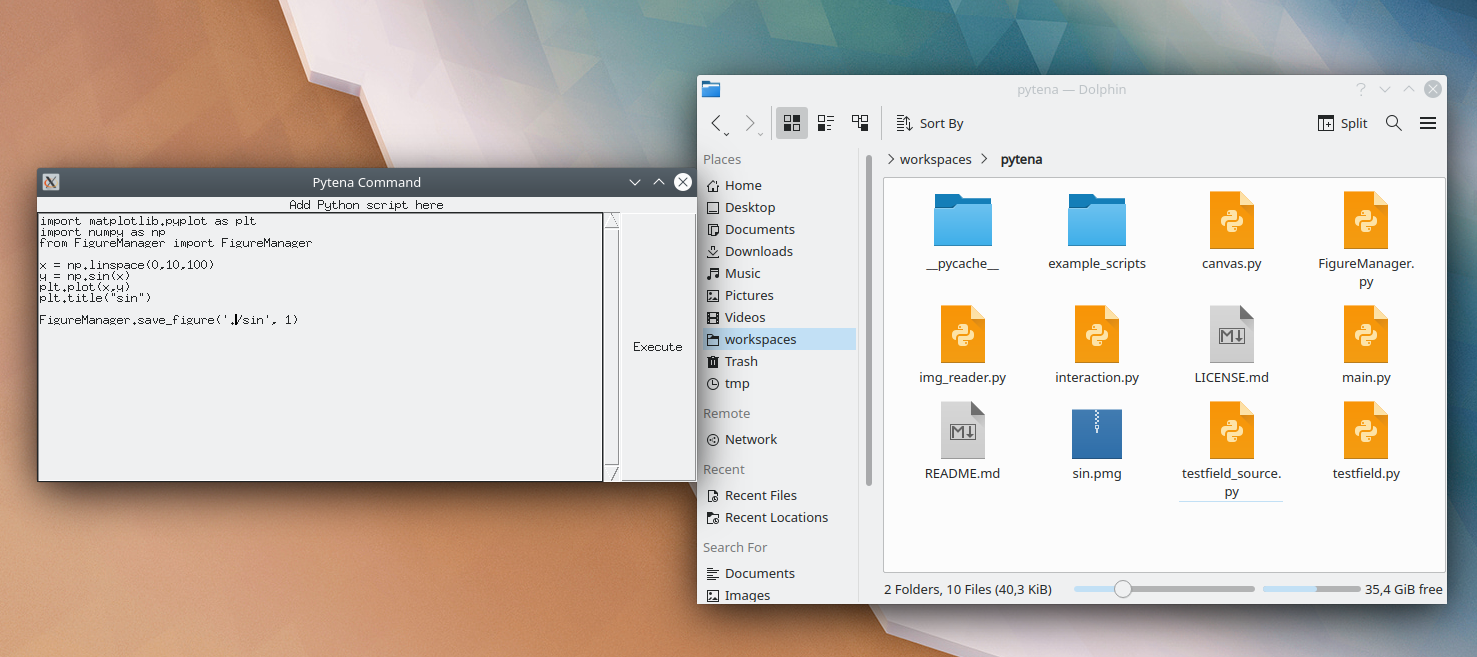 Pytena Command
Add Python script here
import matplotlib.pyplot as plt
import numpy as np
from FigureManager import FigureManager
x = np.linspace(0,10,100)
y = np.sin(x)
plt.plot(x,y)
plt.title("sin")
FigureManager.save_figure('./sin', 1)
Execute
pytena — Dolphin
Sort By
Split
Places
Home
Desktop
Documents
Downloads
Music
Pictures
Videos
workspaces
Trash
tmp
Remote
Network
Recent
Recent Files
Recent Locations
Search For
Documents
Images
workspaces > pytena
__pycache__
example_scripts
canvas.py
FigureManager.
py
img_reader.py
interaction.py
LICENSE.md
main.py
README.md
sin.pmg
testfield_source.
py
testfield.py
2 Folders, 10 Files (40,3 KiB)
35,4 GiB free